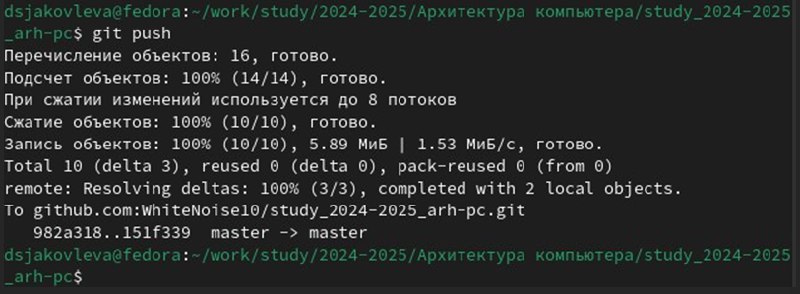 dsjakovleva@fedora:~/work/study/2024-2025/Архитектура компьютера/study_2024-2025
_arh-pc$ git push
Перечисление объектов: 16, готово.
Подсчет объектов: 100% (14/14), готово.
При сжатии изменений используется до 8 потоков
Сжатие объектов: 100% (10/10), готово.
Запись объектов: 100% (10/10), 5.89 МиБ | 1.53 МиБ/с, готово.
Total 10 (delta 3), reused 0 (delta 0), pack-reused 0 (from 0)
remote: Resolving deltas: 100% (3/3), completed with 2 local objects.
To github.com:WhiteNoise10/study_2024-2025_arh-pc.git
   982a318..151f339  master -> master
dsjakovleva@fedora:~/work/study/2024-2025/Архитектура компьютера/study_2024-2025
_arh-pc$